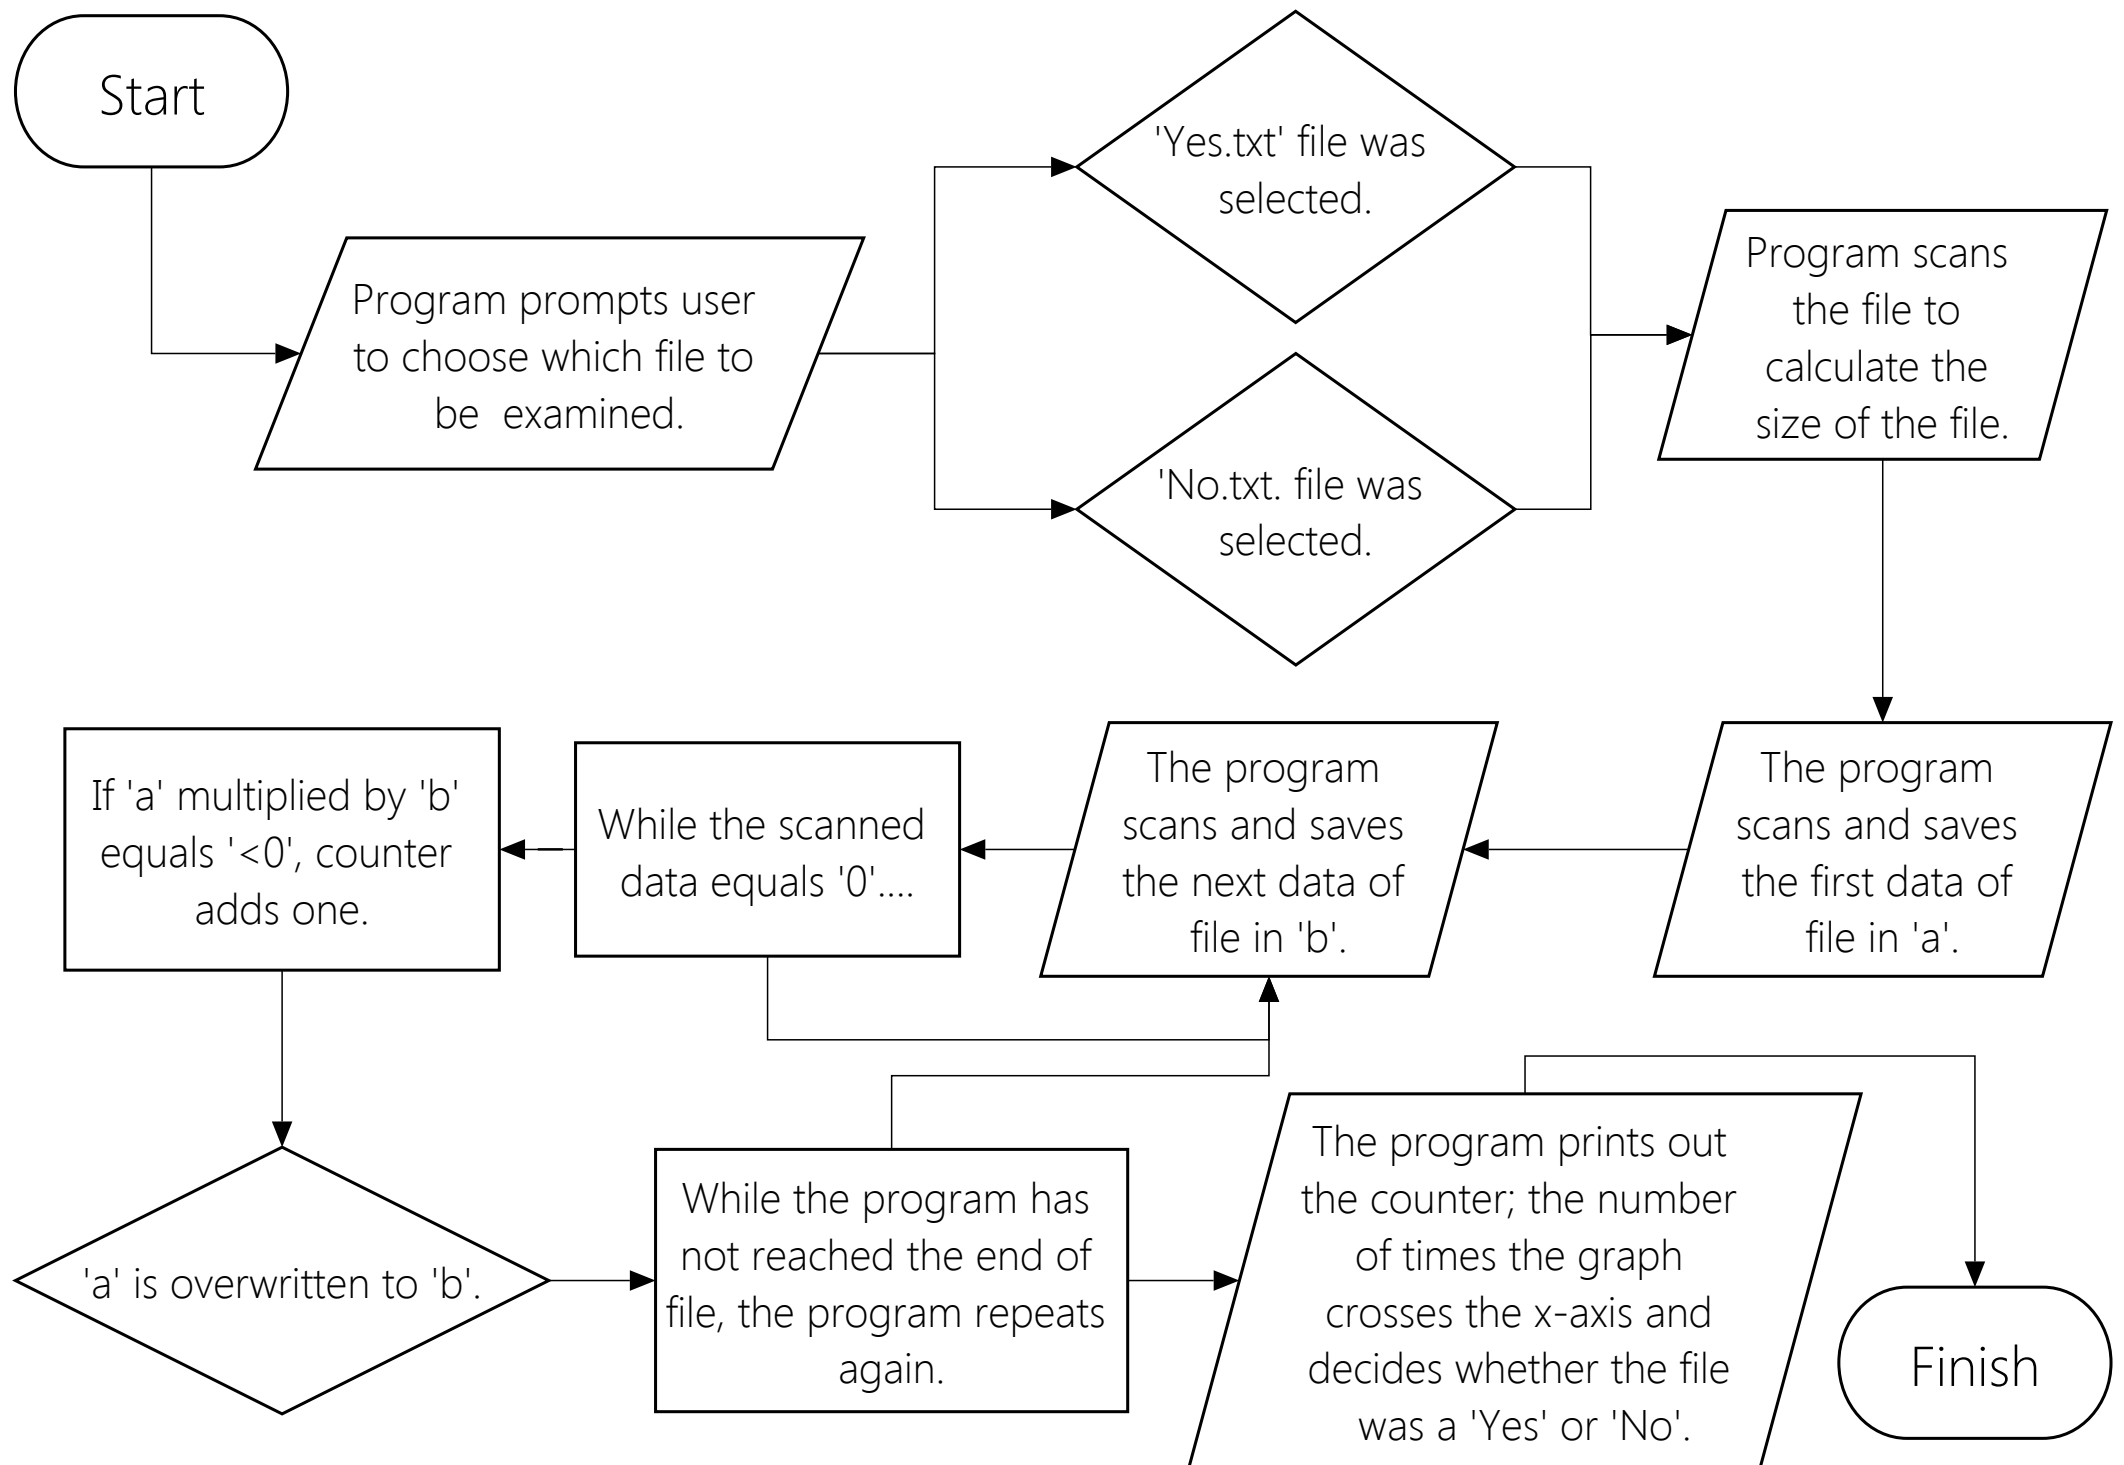 Start
Program prompts user
to choose which file to
be  examined.
'Yes.txt' file was
selected.
'No.txt. file was
selected.
Program scans
the file to
calculate the
size of the file.
The program
scans and saves
the first data of
file in 'a'.
The program
scans and saves
the next data of
file in 'b'.
While the scanned
data equals '0'....
If 'a' multiplied by 'b'
equals '<0', counter
adds one.
'a' is overwritten to 'b'.
While the program has
not reached the end of
file, the program repeats
again.
The program prints out
the counter; the number
of times the graph
crosses the x-axis and
decides whether the file
was a 'Yes' or 'No'.
Finish